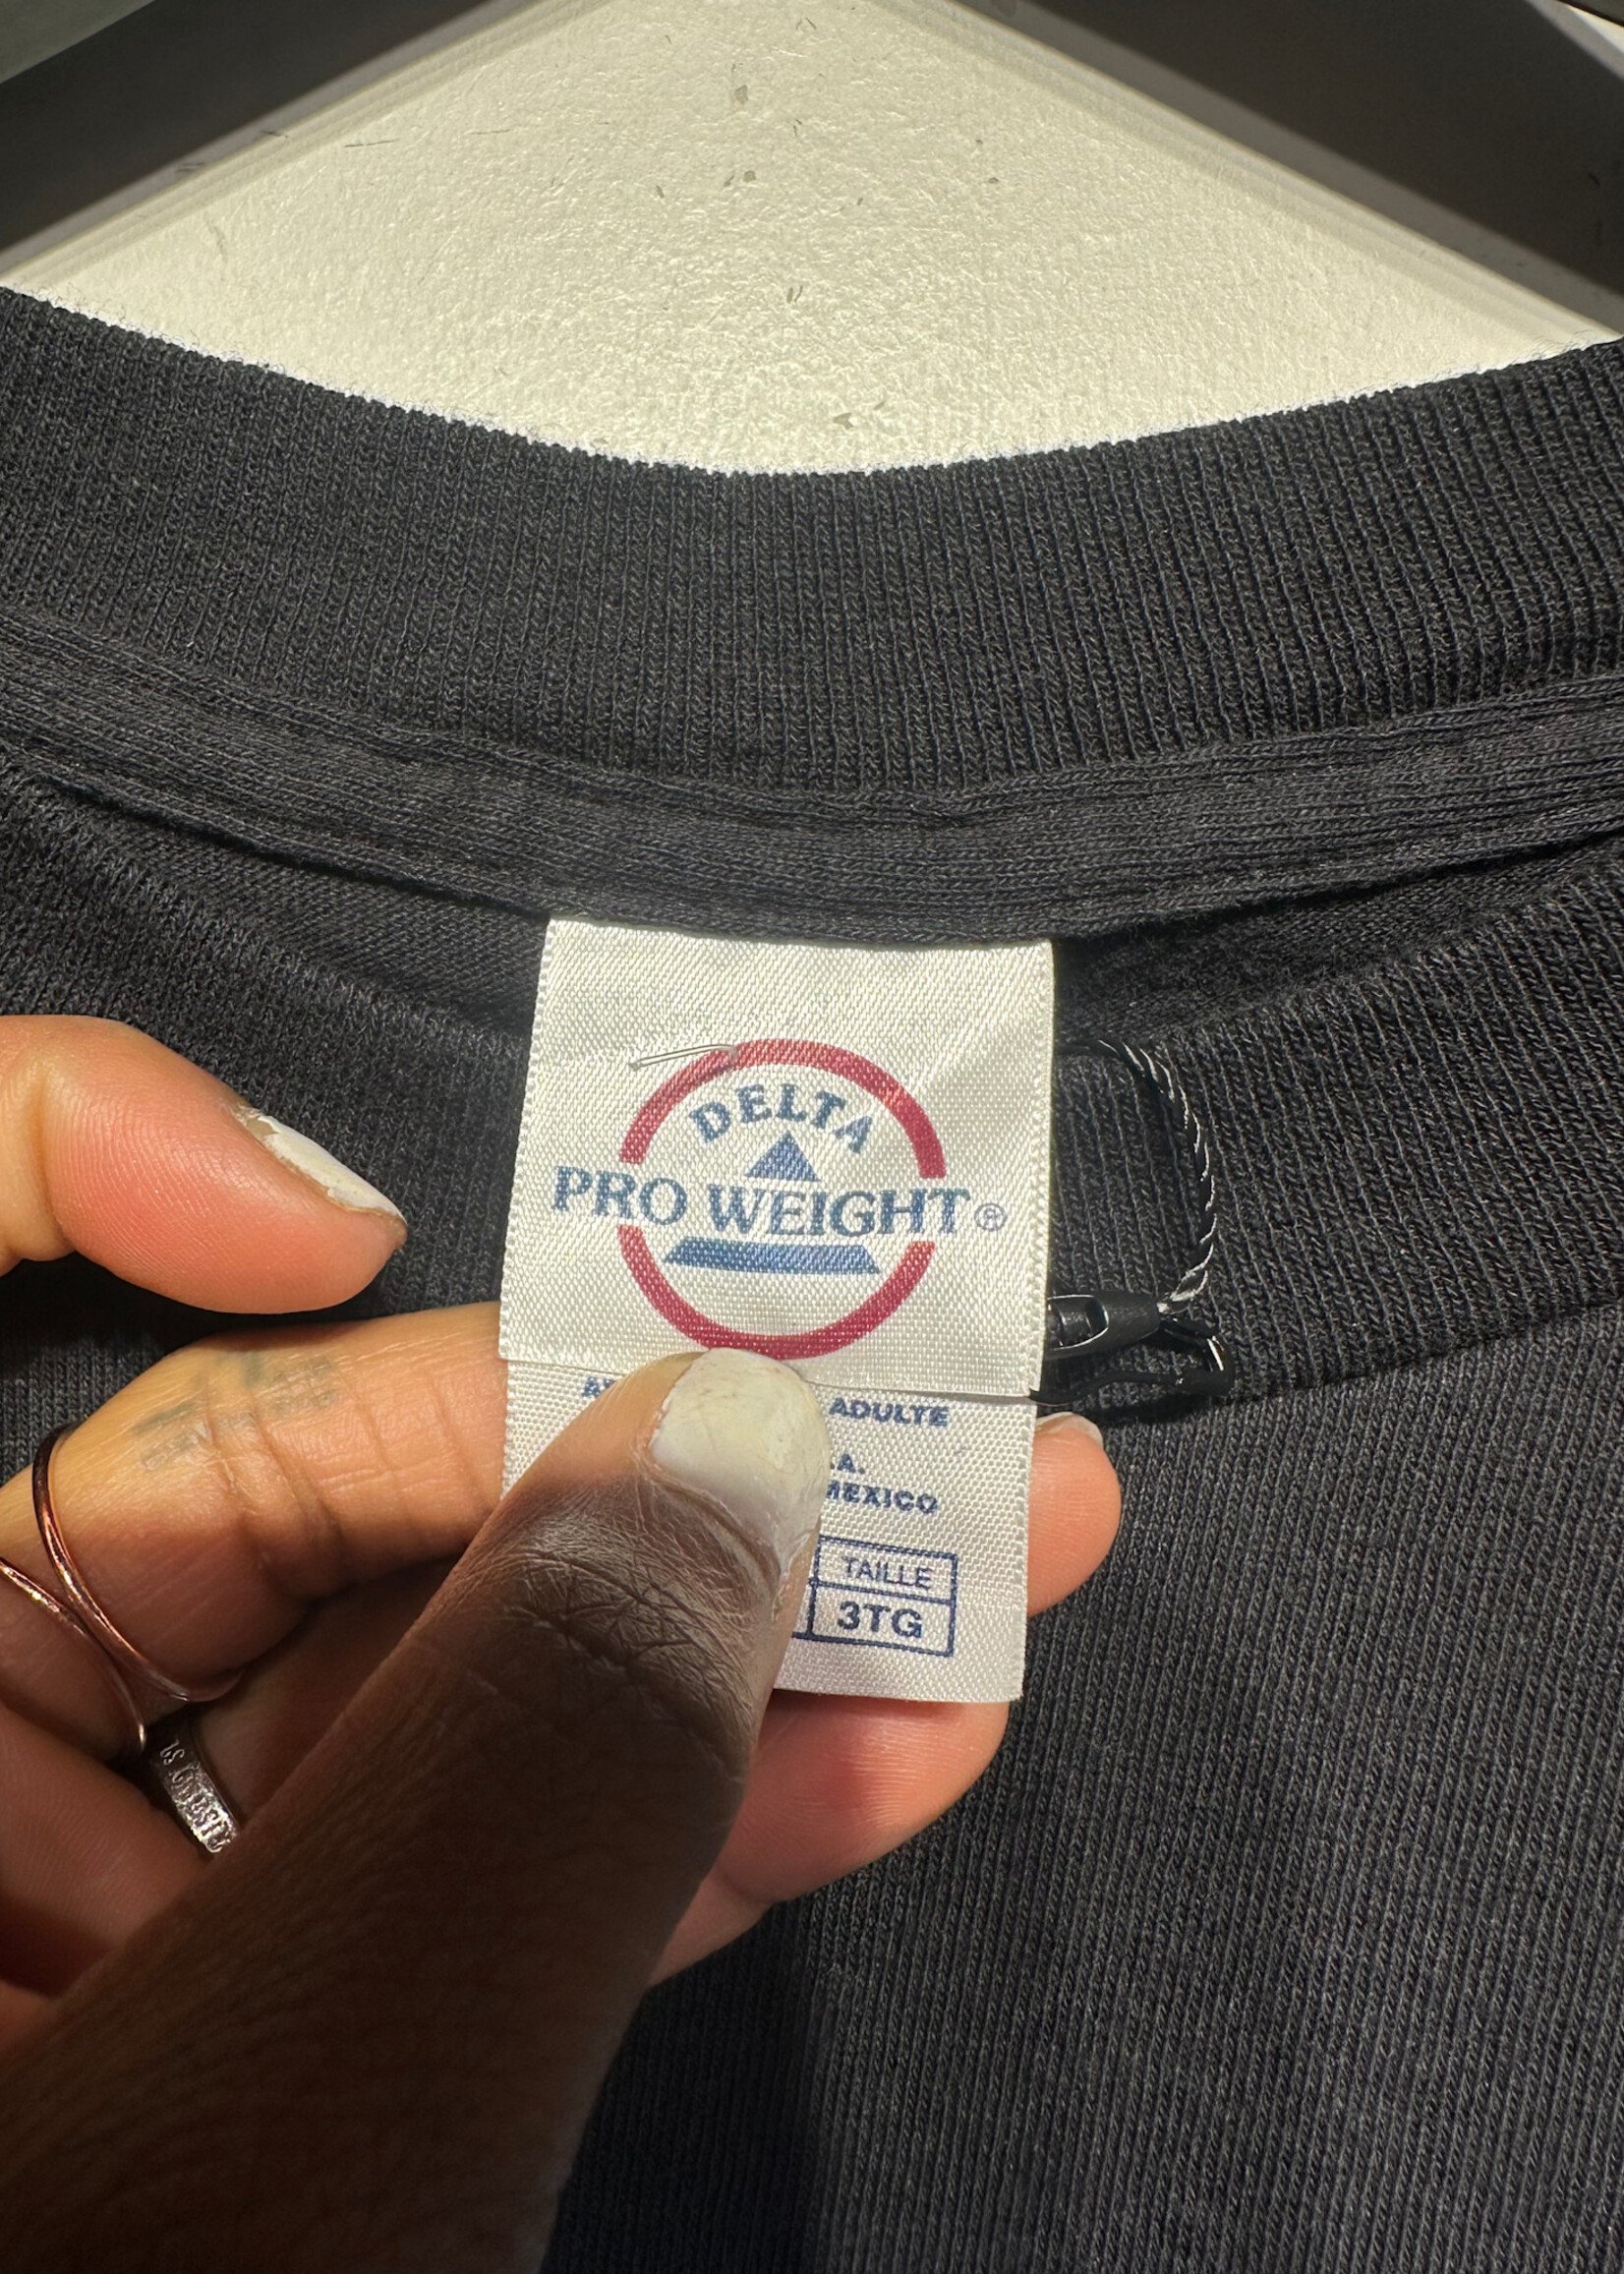 DELTA
PRO WEIGHT®
ADULTE
.A.
MEXICO
TAILLE
3TG